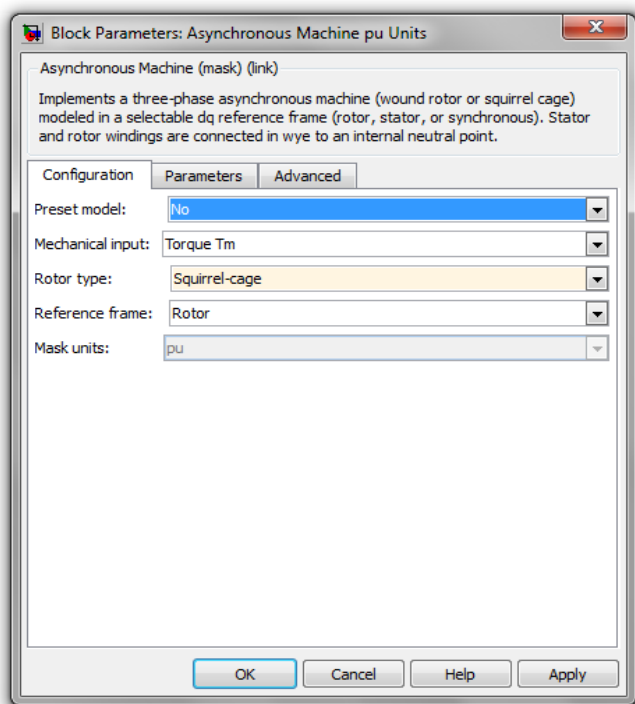 Block Parameters: Asynchronous Machine pu Units
Asynchronous Machine (mask) (link)
Implements a three-phase asynchronous machine (wound rotor or squirrel cage)
modeled in a selectable dq reference frame (rotor, stator, or synchronous). Stator
and rotor windings are connected in wye to an internal neutral point.
Configuration Parameters Advanced
Preset model: No
Mechanical input: Torque Tm
Rotor type: Squirrel-cage
Reference frame: Rotor
Mask units: pu
OK Cancel Help Apply